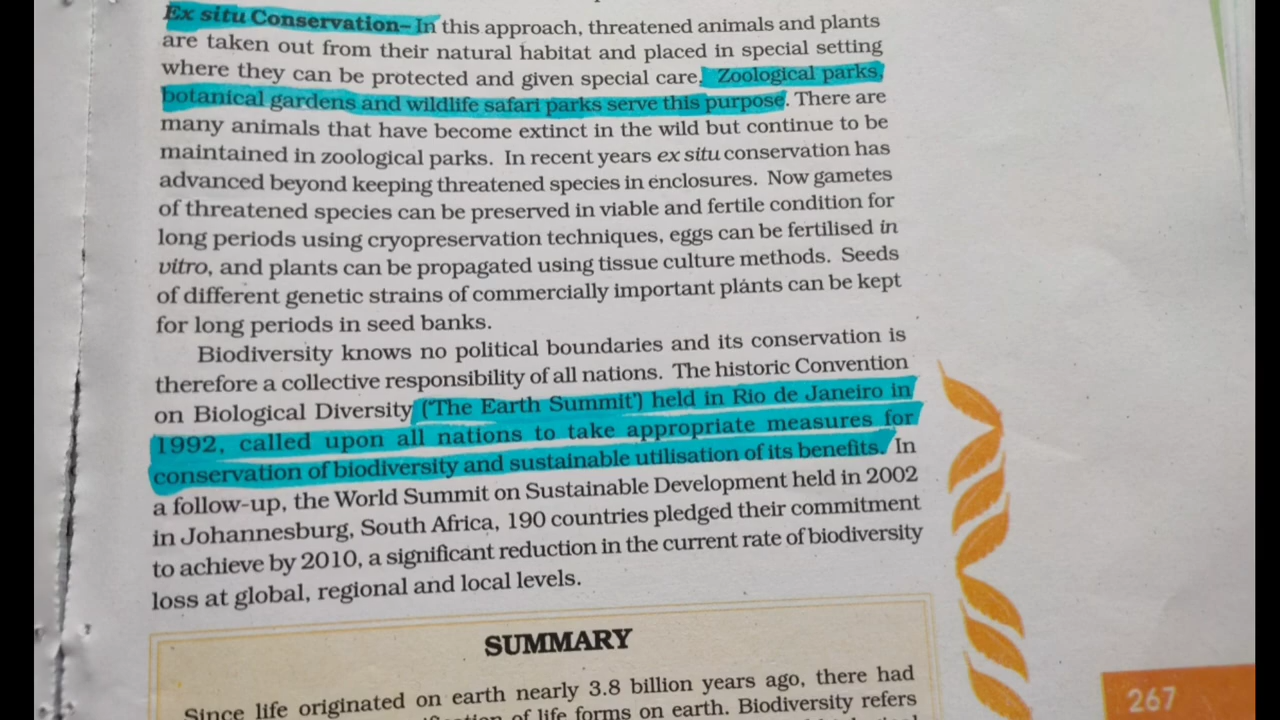 Ex situ Conservation– In this approach, threatened animals and plants
are taken out from their natural habitat and placed in special setting
where they can be protected and given special care. Zoological parks,
botanical gardens and wildlife safari parks serve this purpose. There are
many animals that have become extinct in the wild but continue to be
maintained in zoological parks. In recent years ex situ conservation has
advanced beyond keeping threatened species in enclosures. Now gametes
of threatened species can be preserved in viable and fertile condition for
long periods using cryopreservation techniques, eggs can be fertilised in
vitro, and plants can be propagated using tissue culture methods. Seeds
of different genetic strains of commercially important plants can be kept
for long periods in seed banks.
Biodiversity knows no political boundaries and its conservation is
therefore a collective responsibility of all nations. The historic Convention
on Biological Diversity ('The Earth Summit') held in Rio de Janeiro in
1992, called upon all nations to take appropriate measures for
conservation of biodiversity and sustainable utilisation of its benefits. In
a follow-up, the World Summit on Sustainable Development held in 2002
in Johannesburg, South Africa, 190 countries pledged their commitment
to achieve by 2010, a significant reduction in the current rate of biodiversity
loss at global, regional and local levels.
SUMMARY
Since life originated on earth nearly 3.8 billion years ago, there had
of life forms on earth. Biodiversity refers
267